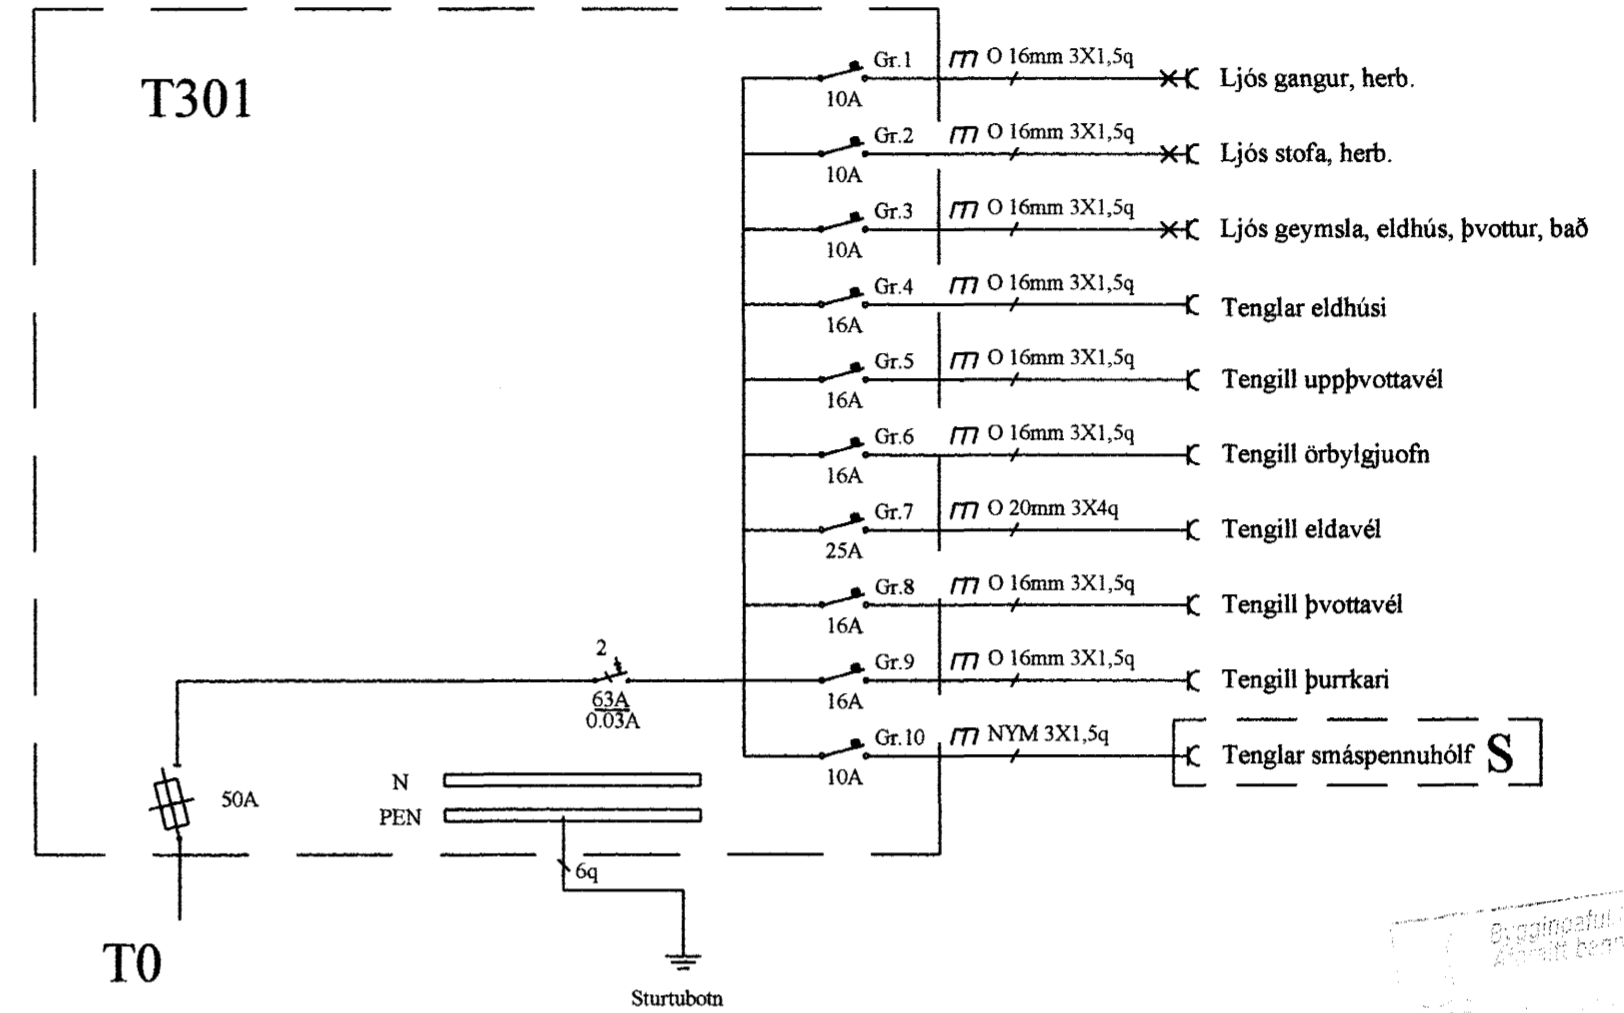 T301
Gr.1 O 16mm 3X1,5q Ljós gangur, herb.
10A
Gr.2 O 16mm 3X1,5q Ljós stofa, herb.
10A
Gr.3 O 16mm 3X1,5q Ljós geymsla, eldhús, þvottur, bað
10A
Gr.4 O 16mm 3X1,5q Tenglar eldhúsi
16A
Gr.5 O 16mm 3X1,5q Tengill uppþvottavél
16A
Gr.6 O 16mm 3X1,5q Tengill örbylgjuofn
16A
Gr.7 O 20mm 3X4q Tengill eldavél
25A
Gr.8 O 16mm 3X1,5q Tengill þvottavél
16A
2
63A
0.03A
Gr.9 O 16mm 3X1,5q Tengill þurrkari
16A
Gr.10 NYM 3X1,5q Tenglar smáspennuhólf S
10A
50A
N
PEN
6q
T0
Sturtubotn